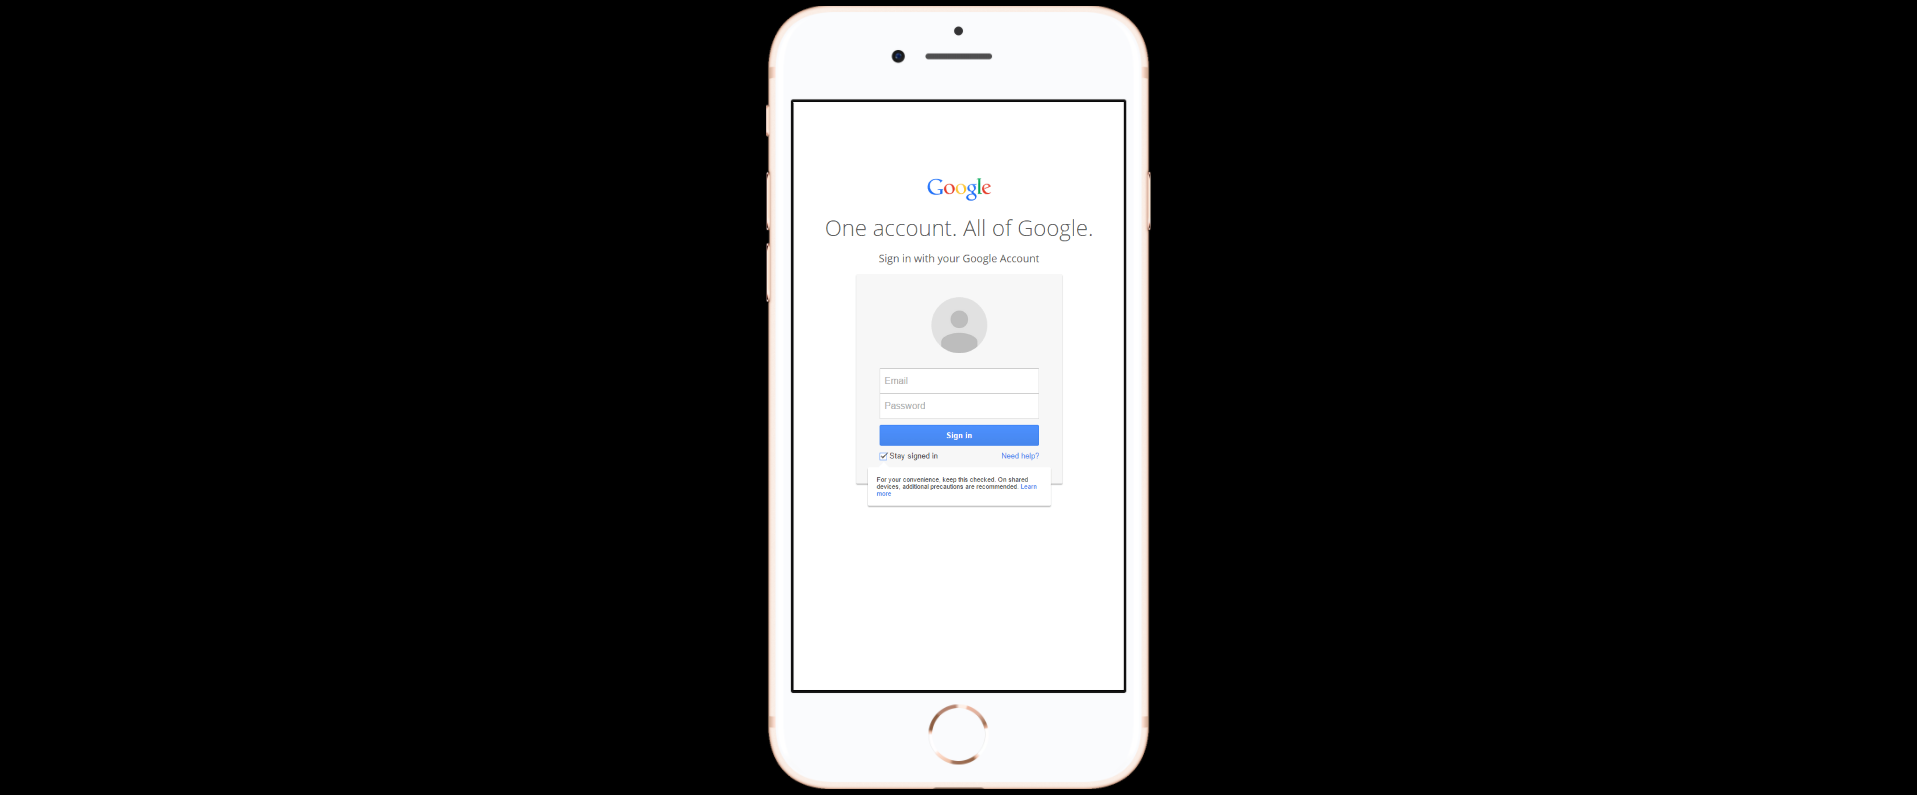 Google
One account. All of Google.
Sign in with your Google Account
Email
Password
Sign in
Stay signed in
Need help?
For your convenience, keep this checked. On shared
devices, additional precautions are recommended. Learn
more